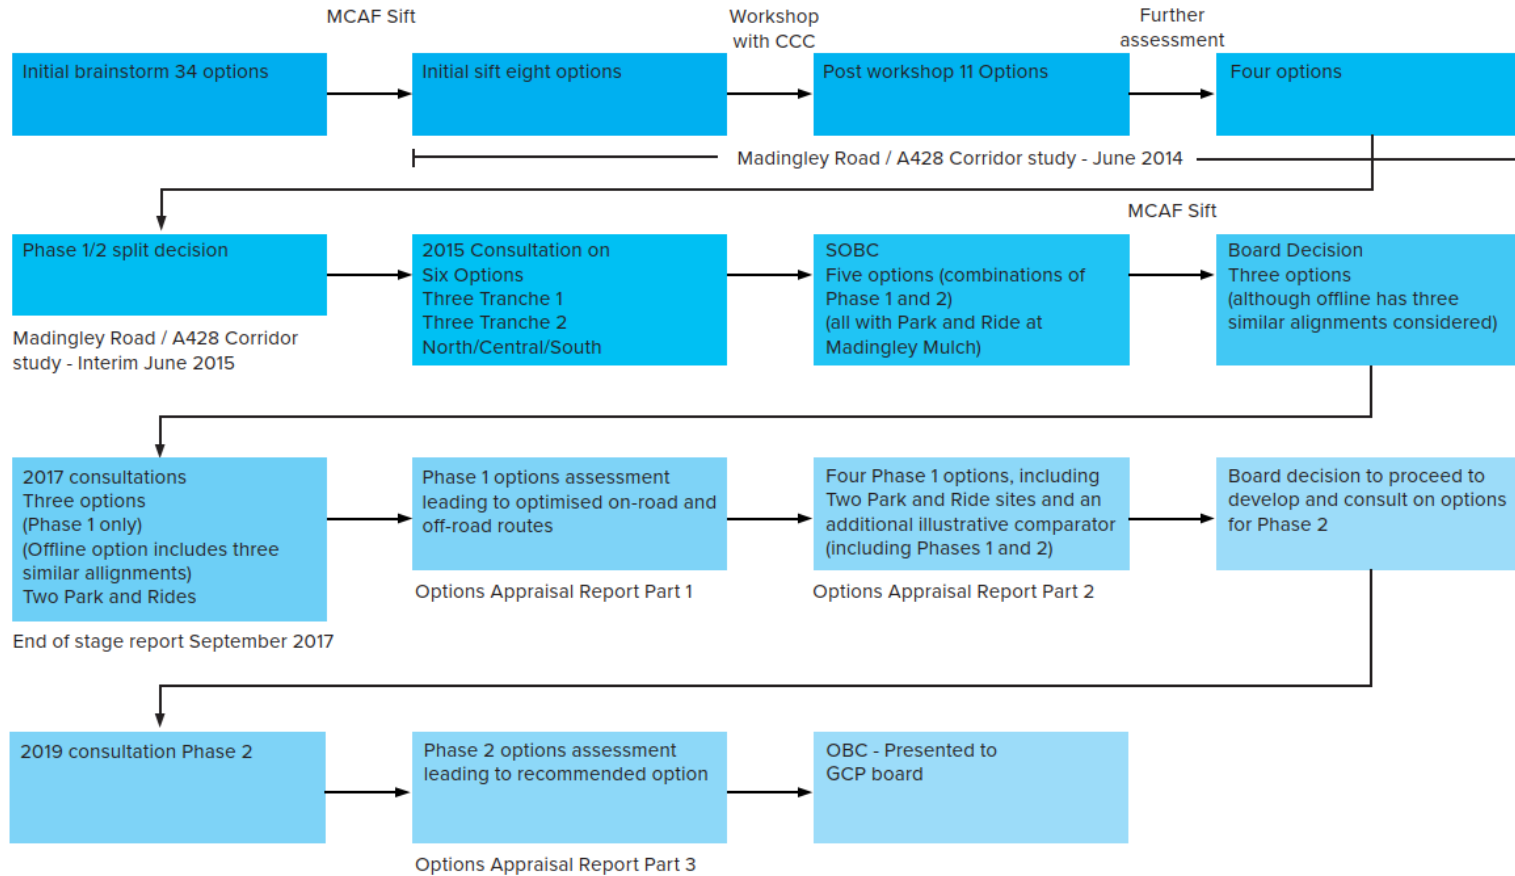 MCAF Sift
Workshop
with CCC
Further
assessment
Initial brainstorm 34 options
Initial sift eight options
Post workshop 11 Options
Four options
Madingley Road / A428 Corridor study - June 2014
MCAF Sift
Phase 1/2 split decision
2015 Consultation on
Six Options
Three Tranche 1
Three Tranche 2
North/Central/South
SOBC
Five options (combinations of
Phase 1 and 2)
(all with Park and Ride at
Madingley Mulch)
Board Decision
Three options
(although offline has three
similar alignments considered)
Madingley Road / A428 Corridor
study - Interim June 2015
2017 consultations
Three options
(Phase 1 only)
(Offline option includes three
similar allignments)
Two Park and Rides
Phase 1 options assessment
leading to optimised on-road and
off-road routes
Four Phase 1 options, including
Two Park and Ride sites and an
additional illustrative comparator
(including Phases 1 and 2)
Board decision to proceed to
develop and consult on options
for Phase 2
Options Appraisal Report Part 1
Options Appraisal Report Part 2
End of stage report September 2017
2019 consultation Phase 2
Phase 2 options assessment
leading to recommended option
OBC - Presented to
GCP board
Options Appraisal Report Part 3